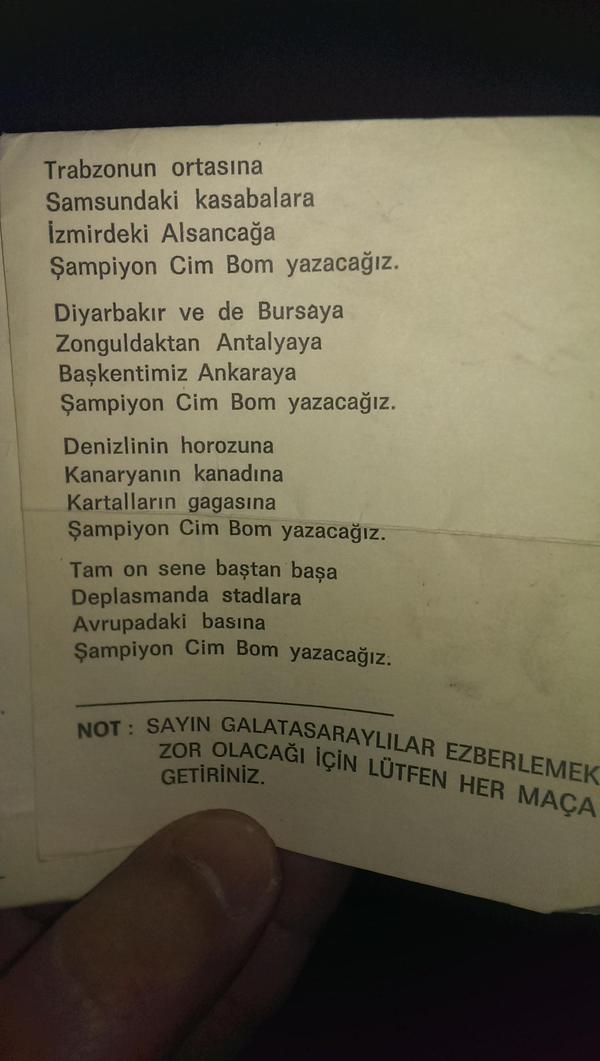 Trabzonun ortasına
Samsundaki kasabalara
İzmirdeki Alsancağa
Şampiyon Cim Bom yazacağız.
Diyarbakır ve de Bursaya
Zonguldaktan Antalyaya
Başkentimiz Ankaraya
Şampiyon Cim Bom yazacağız.
Denizlinin horozuna
Kanaryanın kanadına
Kartalların gagasına
Şampiyon Cim Bom yazacağız.
Tam on sene baştan başa
Deplasmanda stadlara
Avrupadaki basına
Şampiyon Cim Bom yazacağız.
NOT : SAYIN GALATASARAYLILAR EZBERLEMEK
ZOR OLACAĞI İÇİN LÜTFEN HER MAÇA
GETİRİNİZ.